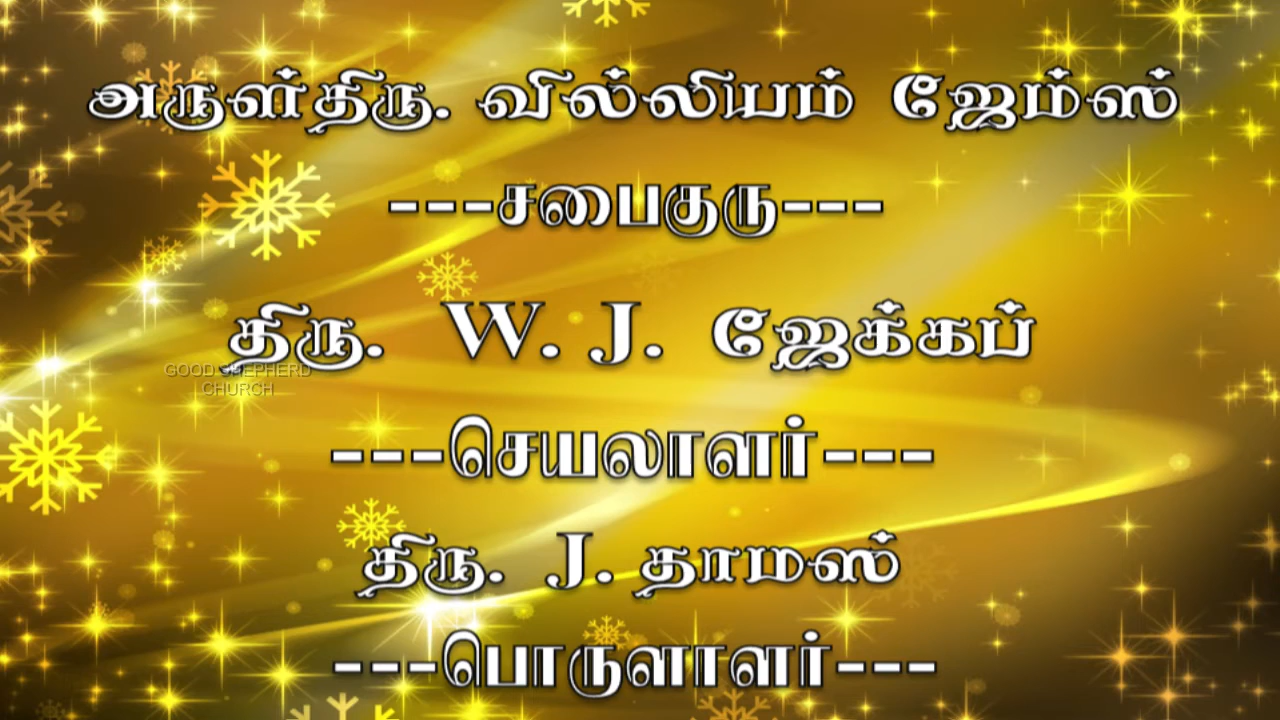 அருள்திரு. வில்லியம் ஜேம்ஸ்
---சபைகுரு---
திரு. W. J. ஜேக்கப்
GOOD SHEPHERD
CHURCH
---செயலாளர்---
திரு. J. தாமஸ்
---பொருளாளர்---